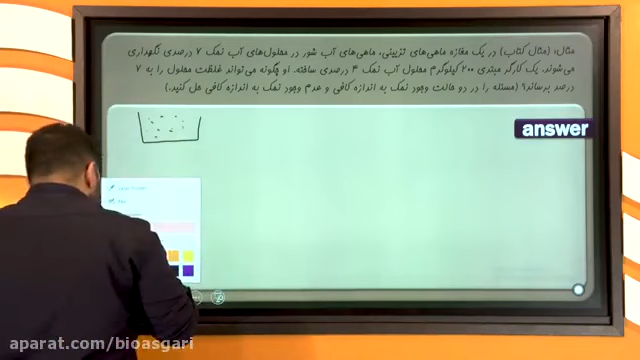 مثال: (مثال کتاب) در یک مغازه ماهی‌های تزیینی، ماهی‌های آب شور در محلول‌های آب نمک ۷ درصدی نگهداری
می‌شوند. یک کارگر مبتدی ۲۰۰ کیلوگرم محلول آب نمک ۴ درصدی ساخته. او چگونه می‌تواند غلظت محلول را به ۷
درصد برساند؟ (مسئله را در دو حالت وجود نمک به اندازه کافی و عدم وجود نمک به اندازه کافی حل کنید.)
answer
aparat.com/bioasgari